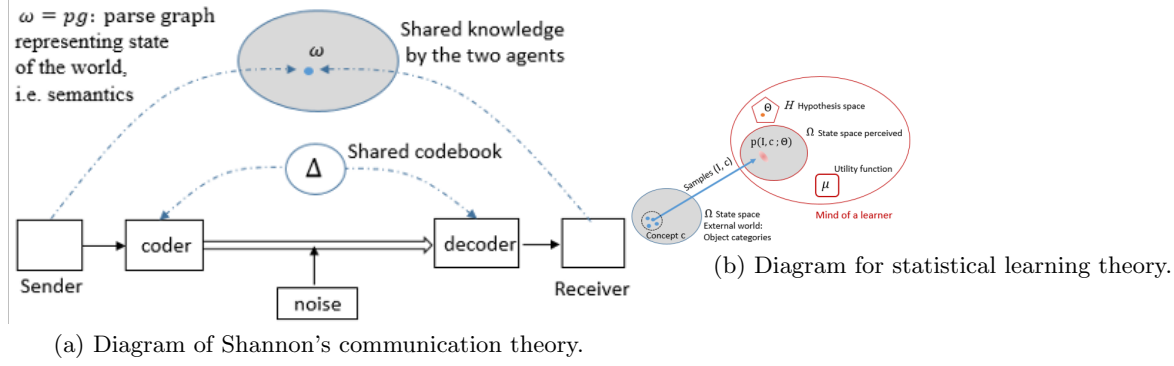 ω = pg: parse graph
representing state
of the world,
i.e. semantics
ω
Shared knowledge
by the two agents
Δ
Shared codebook
Sender
coder
noise
decoder
Receiver
(a) Diagram of Shannon's communication theory.
Θ
H Hypothesis space
Ω State space perceived
p(I, c ; Θ)
Utility function
μ
Mind of a learner
Samples (I, c)
Concept c
Ω State space
External world:
Object categories
(b) Diagram for statistical learning theory.